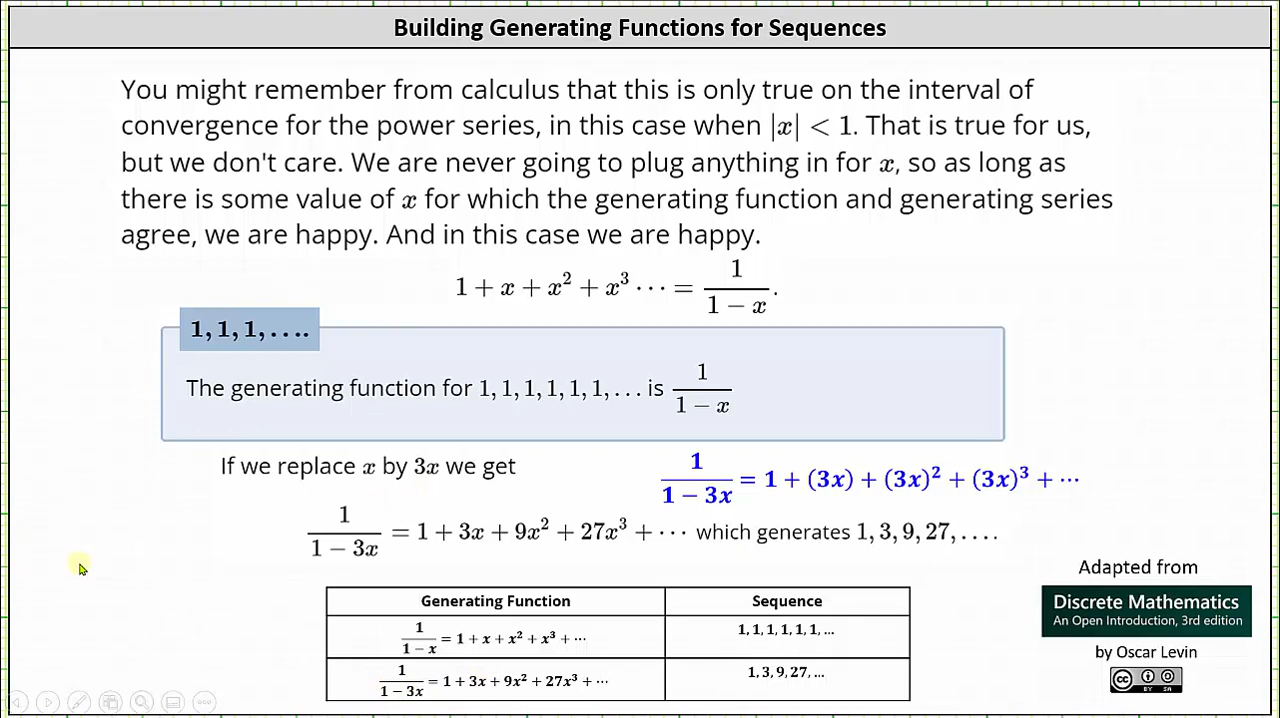 Building Generating Functions for Sequences
You might remember from calculus that this is only true on the interval of
convergence for the power series, in this case when |x| < 1. That is true for us,
but we don't care. We are never going to plug anything in for x, so as long as
there is some value of x for which the generating function and generating series
agree, we are happy. And in this case we are happy.
1 + x + x² + x³ ⋯ = 1/(1 − x).
1, 1, 1, . . . .
The generating function for 1, 1, 1, 1, 1, 1, . . . is 1/(1 − x)
If we replace x by 3x we get
1/(1 − 3x) = 1 + (3x) + (3x)² + (3x)³ + ⋯
1/(1 − 3x) = 1 + 3x + 9x² + 27x³ + ⋯ which generates 1, 3, 9, 27, . . . .
Generating Function Sequence
1/(1 − x) = 1 + x + x² + x³ + ⋯ 1, 1, 1, 1, 1, 1, …
1/(1 − 3x) = 1 + 3x + 9x² + 27x³ + ⋯ 1, 3, 9, 27, …
Adapted from
Discrete Mathematics
An Open Introduction, 3rd edition
by Oscar Levin
cc
BY SA